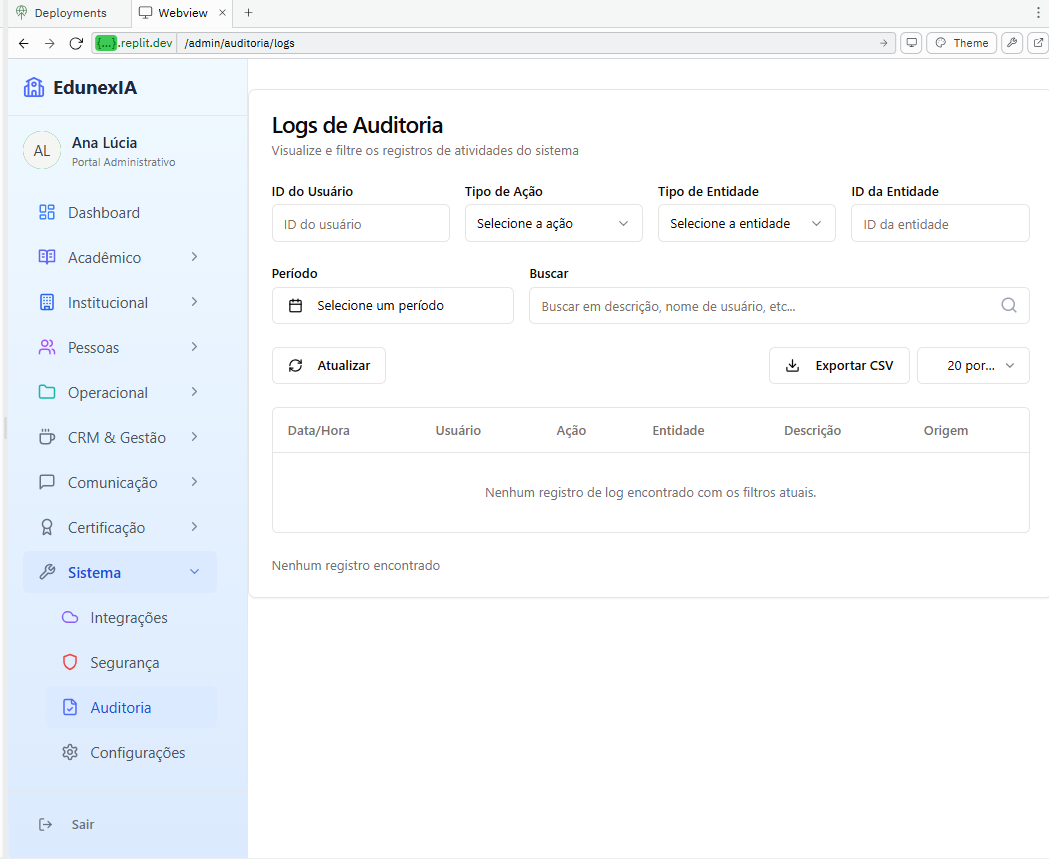 Deployments
Webview
{...}.replit.dev /admin/auditoria/logs
Theme
EdunexIA
AL
Ana Lúcia
Portal Administrativo
Dashboard
Acadêmico
Institucional
Pessoas
Operacional
CRM & Gestão
Comunicação
Certificação
Sistema
Integrações
Segurança
Auditoria
Configurações
Sair
Logs de Auditoria
Visualize e filtre os registros de atividades do sistema
ID do Usuário
Tipo de Ação
Tipo de Entidade
ID da Entidade
ID do usuário
Selecione a ação
Selecione a entidade
ID da entidade
Período
Buscar
Selecione um período
Buscar em descrição, nome de usuário, etc...
Atualizar
Exportar CSV
20 por...
Data/Hora Usuário Ação Entidade Descrição Origem
Nenhum registro de log encontrado com os filtros atuais.
Nenhum registro encontrado